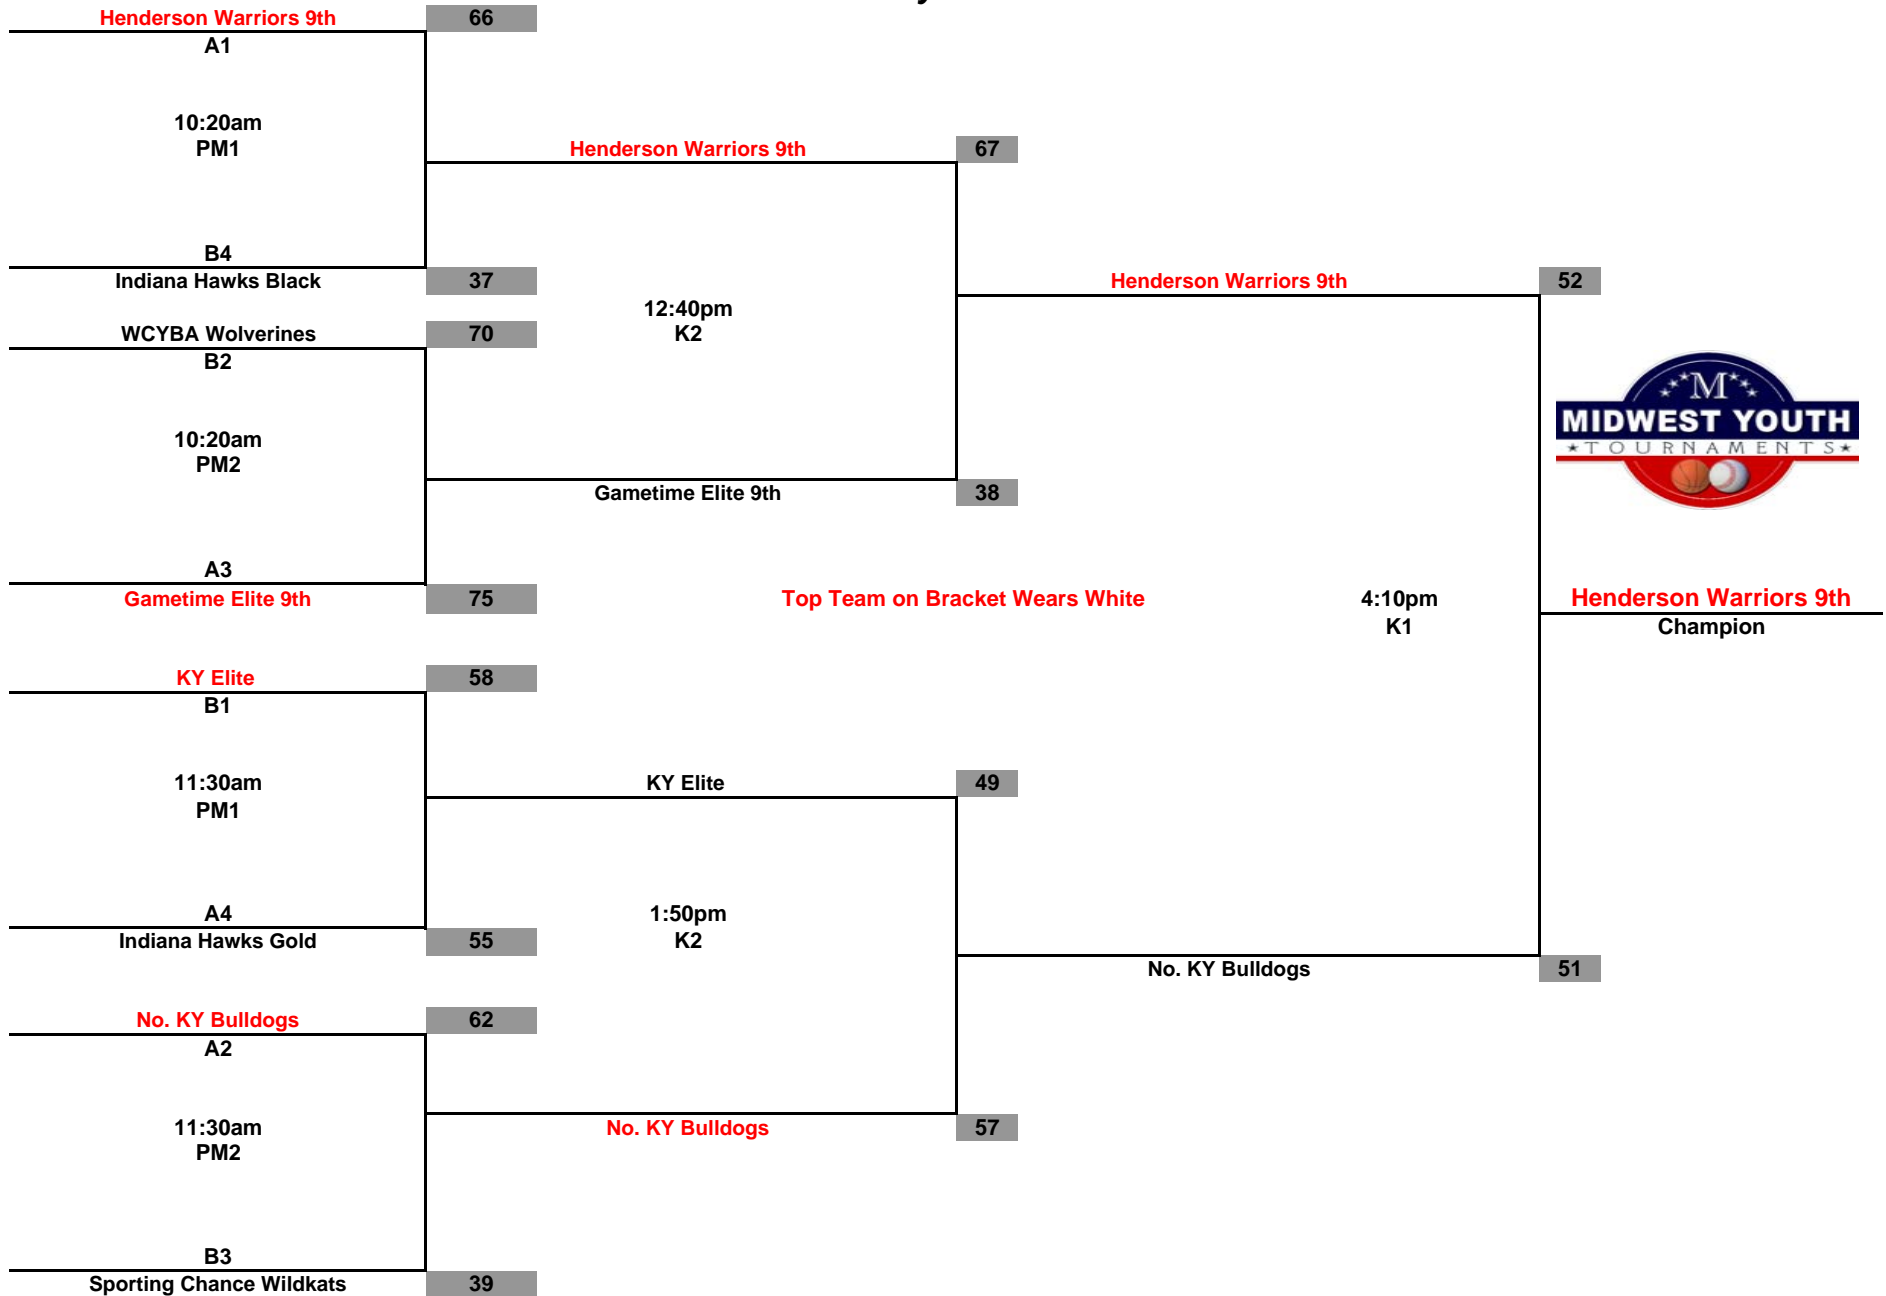 Henderson Warriors 9th 66
A1
10:20am
PM1
Henderson Warriors 9th 67
B4
Indiana Hawks Black 37
Henderson Warriors 9th 52
12:40pm
K2
WCYBA Wolverines 70
B2
M
MIDWEST YOUTH
TOURNAMENTS
10:20am
PM2
Gametime Elite 9th 38
A3
Gametime Elite 9th 75
Top Team on Bracket Wears White
4:10pm
K1
Henderson Warriors 9th
Champion
KY Elite 58
B1
11:30am
PM1
KY Elite 49
A4
Indiana Hawks Gold 55
1:50pm
K2
No. KY Bulldogs 51
No. KY Bulldogs 62
A2
11:30am
PM2
No. KY Bulldogs 57
B3
Sporting Chance Wildkats 39